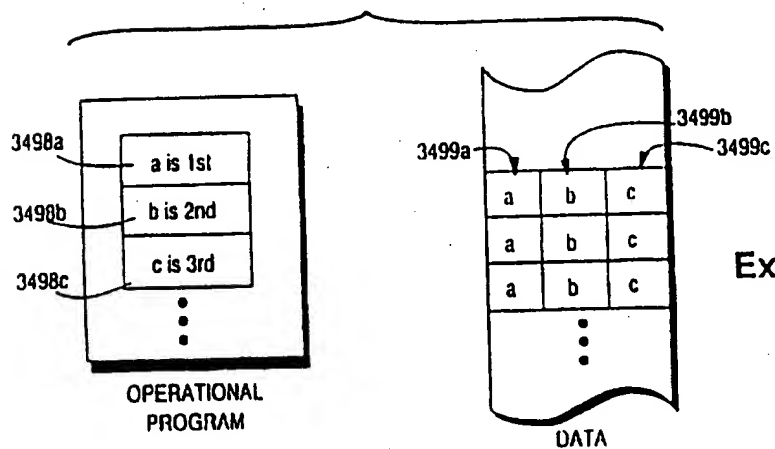 3498a
a is 1st
3498b
b is 2nd
3498c
c is 3rd
OPERATIONAL
PROGRAM
3499a
3499b
3499c
a b c
a b c
a b c
DATA
Ex